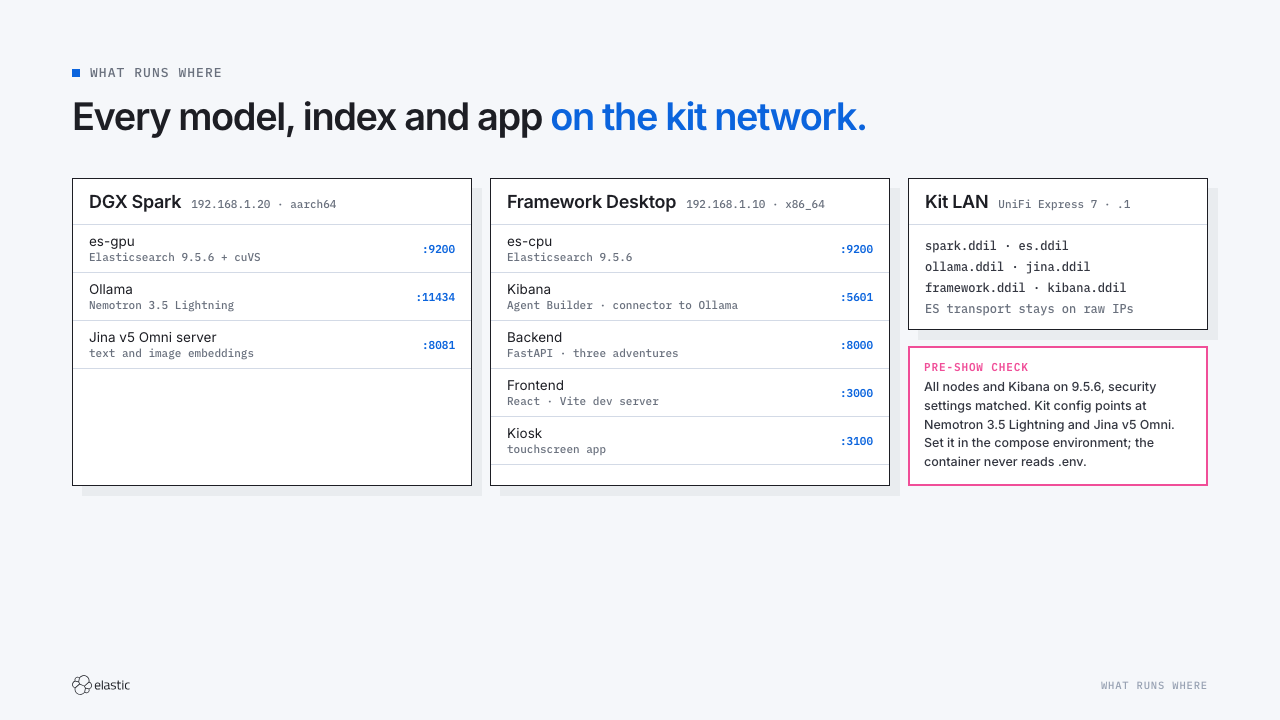 WHAT RUNS WHERE
Every model, index and app on the kit network.
DGX Spark 192.168.1.20 · aarch64
es-gpu
Elasticsearch 9.5.6 + cuVS
:9200
Ollama
Nemotron 3.5 Lightning
:11434
Jina v5 Omni server
text and image embeddings
:8081
Framework Desktop 192.168.1.10 · x86_64
es-cpu
Elasticsearch 9.5.6
:9200
Kibana
Agent Builder · connector to Ollama
:5601
Backend
FastAPI · three adventures
:8000
Frontend
React · Vite dev server
:3000
Kiosk
touchscreen app
:3100
Kit LAN UniFi Express 7 · .1
spark.ddil · es.ddil
ollama.ddil · jina.ddil
framework.ddil · kibana.ddil
ES transport stays on raw IPs
PRE-SHOW CHECK
All nodes and Kibana on 9.5.6, security
settings matched. Kit config points at
Nemotron 3.5 Lightning and Jina v5 Omni.
Set it in the compose environment; the
container never reads .env.
elastic
WHAT RUNS WHERE